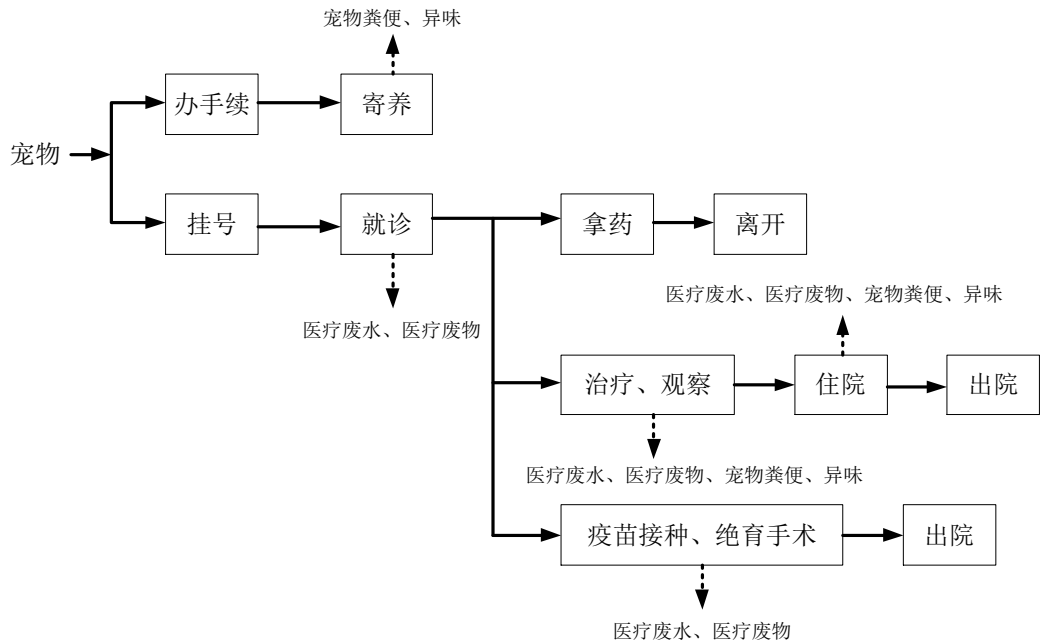 宠物粪便、异味
办手续
寄养
宠物
挂号
就诊
拿药
离开
医疗废水、医疗废物、宠物粪便、异味
医疗废水、医疗废物
治疗、观察
住院
出院
医疗废水、医疗废物、宠物粪便、异味
疫苗接种、绝育手术
出院
医疗废水、医疗废物